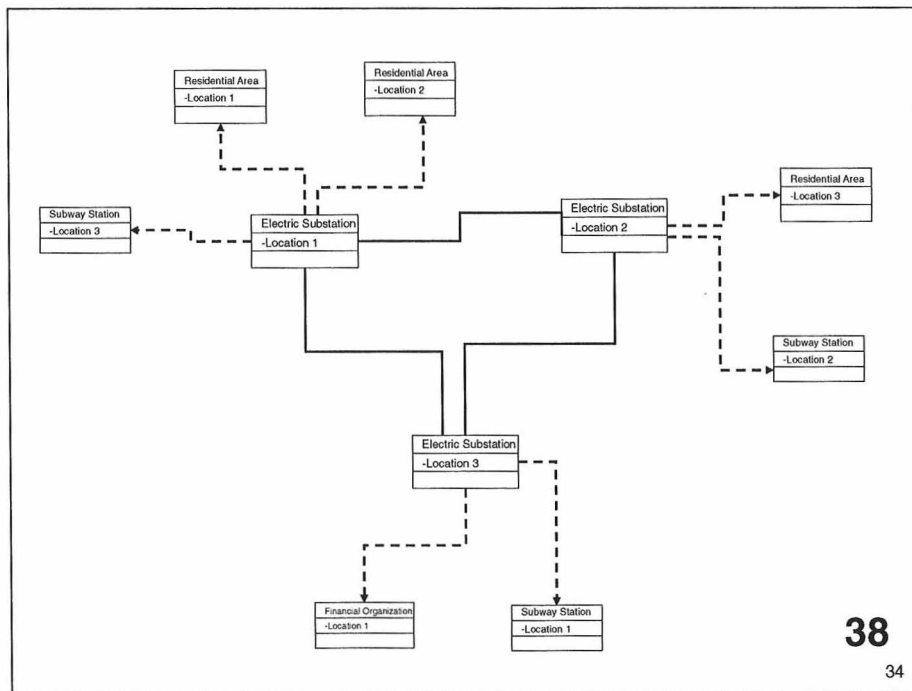 Residential Area
-Location 1
Residential Area
-Location 2
Residential Area
-Location 3
Subway Station
-Location 3
Electric Substation
-Location 1
Electric Substation
-Location 2
Subway Station
-Location 2
Electric Substation
-Location 3
Financial Organization
-Location 1
Subway Station
-Location 1
38
34